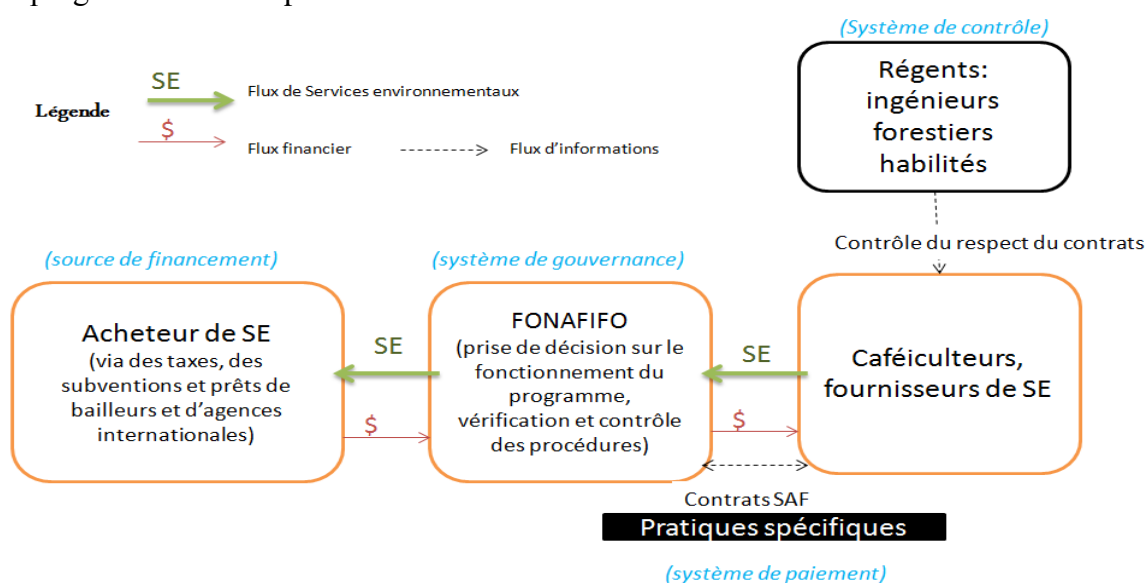 (Système de contrôle)
Régents:
ingénieurs
forestiers
habilités
SE
Flux de Services environnementaux
Légende
$
Flux financier
Flux d'informations
Contrôle du respect du contrats
(source de financement)
(système de gouvernance)
Acheteur de SE
(via des taxes, des
subventions et prêts de
bailleurs et d'agences
internationales)
SE
$
FONAFIFO
(prise de décision sur le
fonctionnement du
programme,
vérification et contrôle
des procédures)
SE
$
Caféiculteurs,
fournisseurs de SE
Contrats SAF
Pratiques spécifiques
(système de paiement)